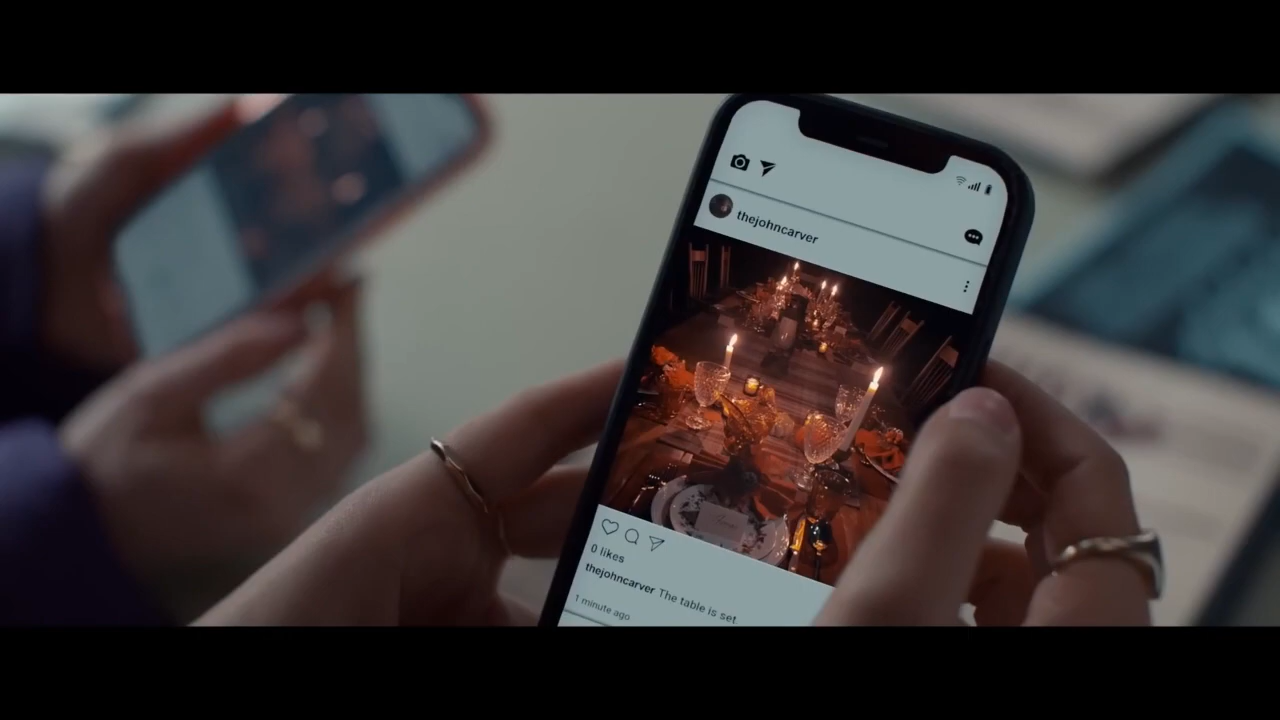 thejohncarver
0 likes
thejohncarver The table is set.
1 minute ago